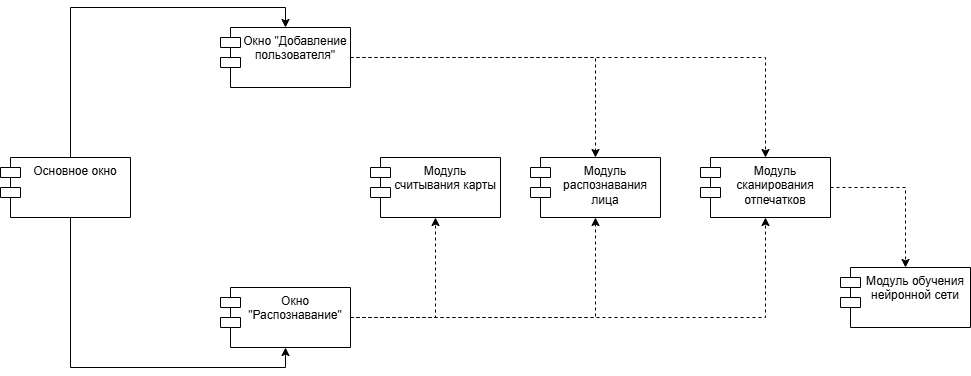 Окно "Добавление
пользователя"
Основное окно
Модуль
считывания карты
Модуль
распознавания
лица
Модуль
сканирования
отпечатков
Модуль обучения
нейронной сети
Окно
"Распознавание"